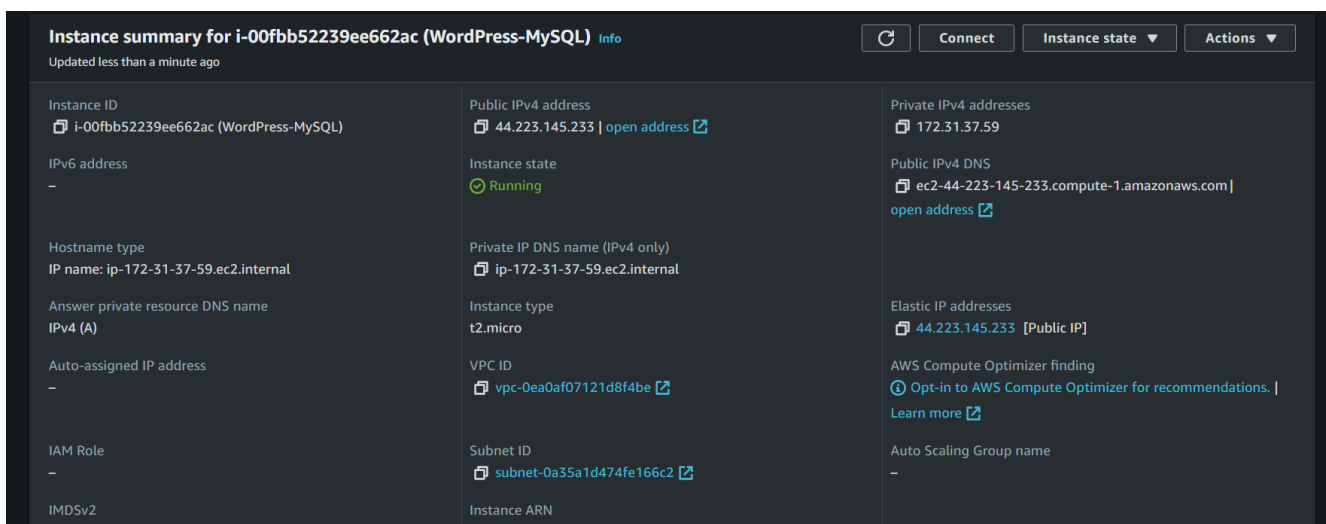 Instance summary for i-00fbb52239ee662ac (WordPress-MySQL) Info
Connect
Instance state ▼
Actions ▼
Updated less than a minute ago
Instance ID
i-00fbb52239ee662ac (WordPress-MySQL)
Public IPv4 address
44.223.145.233 | open address
Private IPv4 addresses
172.31.37.59
IPv6 address
–
Instance state
Running
Public IPv4 DNS
ec2-44-223-145-233.compute-1.amazonaws.com |
open address
Hostname type
IP name: ip-172-31-37-59.ec2.internal
Private IP DNS name (IPv4 only)
ip-172-31-37-59.ec2.internal
Answer private resource DNS name
IPv4 (A)
Instance type
t2.micro
Elastic IP addresses
44.223.145.233 [Public IP]
Auto-assigned IP address
–
VPC ID
vpc-0ea0af07121d8f4be
AWS Compute Optimizer finding
Opt-in to AWS Compute Optimizer for recommendations. |
Learn more
IAM Role
–
Subnet ID
subnet-0a35a1d474fe166c2
Auto Scaling Group name
–
IMDSv2
Instance ARN